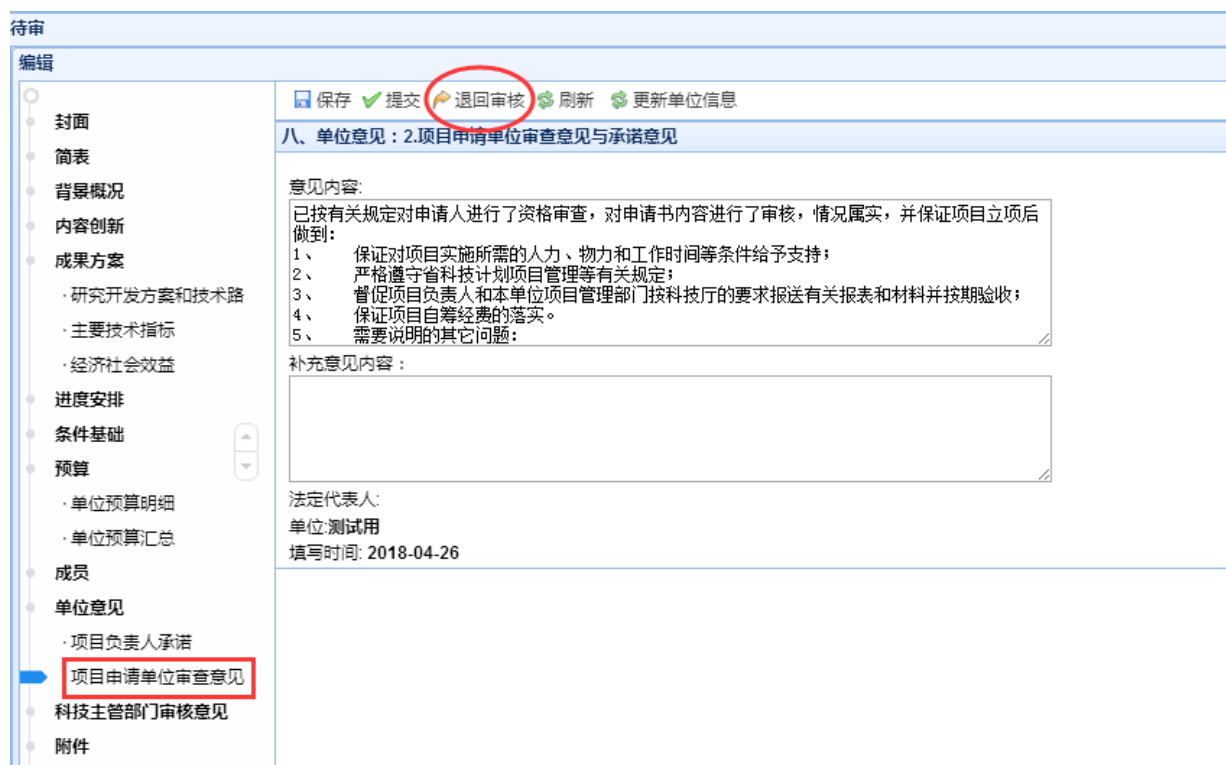 待审
编辑
封面
简表
背景概况
内容创新
成果方案
·研究开发方案和技术路
·主要技术指标
·经济社会效益
进度安排
条件基础
预算
·单位预算明细
·单位预算汇总
成员
单位意见
·项目负责人承诺
项目申请单位审查意见
科技主管部门审核意见
附件
保存 提交 退回审核 刷新 更新单位信息
八、单位意见：2.项目申请单位审查意见与承诺意见
意见内容:
已按有关规定对申请人进行了资格审查，对申请书内容进行了审核，情况属实，并保证项目立项后
做到：
1、 保证对项目实施所需的人力、物力和工作时间等条件给予支持；
2、 严格遵守省科技计划项目管理等有关规定；
3、 督促项目负责人和本单位项目管理部门按科技厅的要求报送有关报表和材料并按期验收；
4、 保证项目自筹经费的落实。
5、 需要说明的其它问题：
补充意见内容：
法定代表人:
单位:测试用
填写时间: 2018-04-26